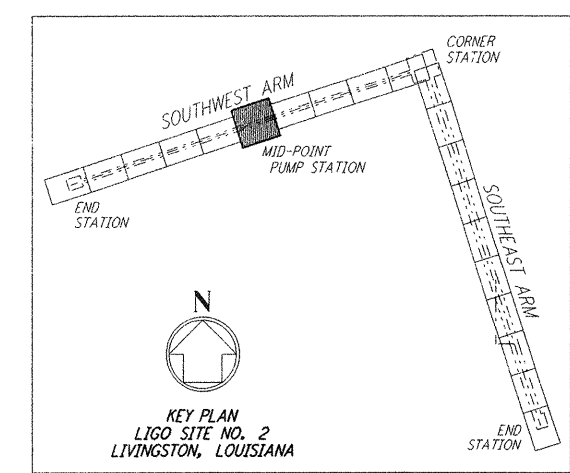 CORNER
STATION
SOUTHWEST ARM
MID-POINT
PUMP STATION
END
STATION
SOUTHEAST ARM
N
KEY PLAN
LIGO SITE NO. 2
LIVINGSTON, LOUISIANA
END
STATION